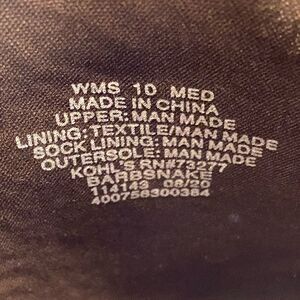 WMS 10 MED
MADE IN CHINA
UPPER: MAN MADE
LINING: TEXTILE/MAN MADE
SOCK LINING: MAN MADE
OUTERSOLE: MAN MADE
KOHL'S RN#73277
BARBSNAKE
114143 08/20
400756300384